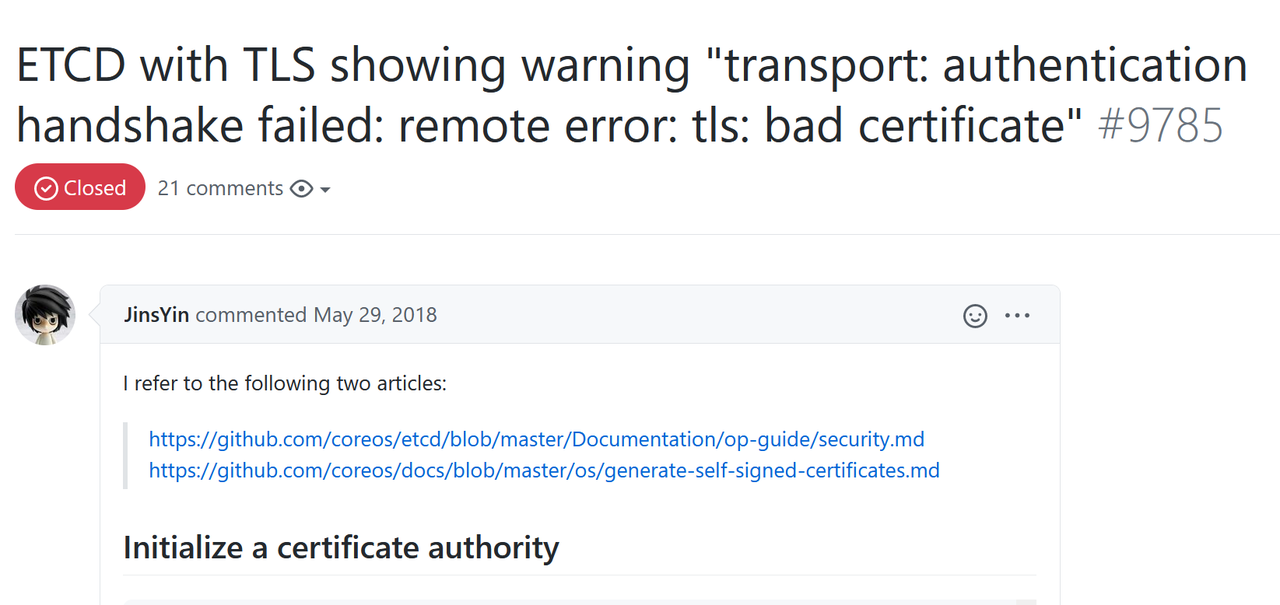 ETCD with TLS showing warning "transport: authentication
handshake failed: remote error: tls: bad certificate" #9785
Closed 21 comments
JinsYin commented May 29, 2018
I refer to the following two articles:
https://github.com/coreos/etcd/blob/master/Documentation/op-guide/security.md
https://github.com/coreos/docs/blob/master/os/generate-self-signed-certificates.md
Initialize a certificate authority